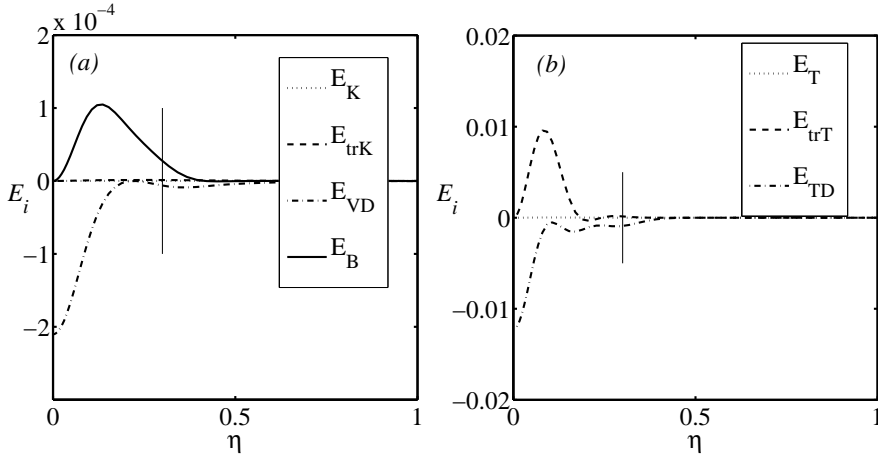 x 10⁻⁴
2
1
0
−1
−2
E_i
0
0.5
1
η
(a)
E_K
E_trK
E_VD
E_B
0.02
0.01
0
−0.01
−0.02
E_i
0
0.5
1
η
(b)
E_T
E_trT
E_TD